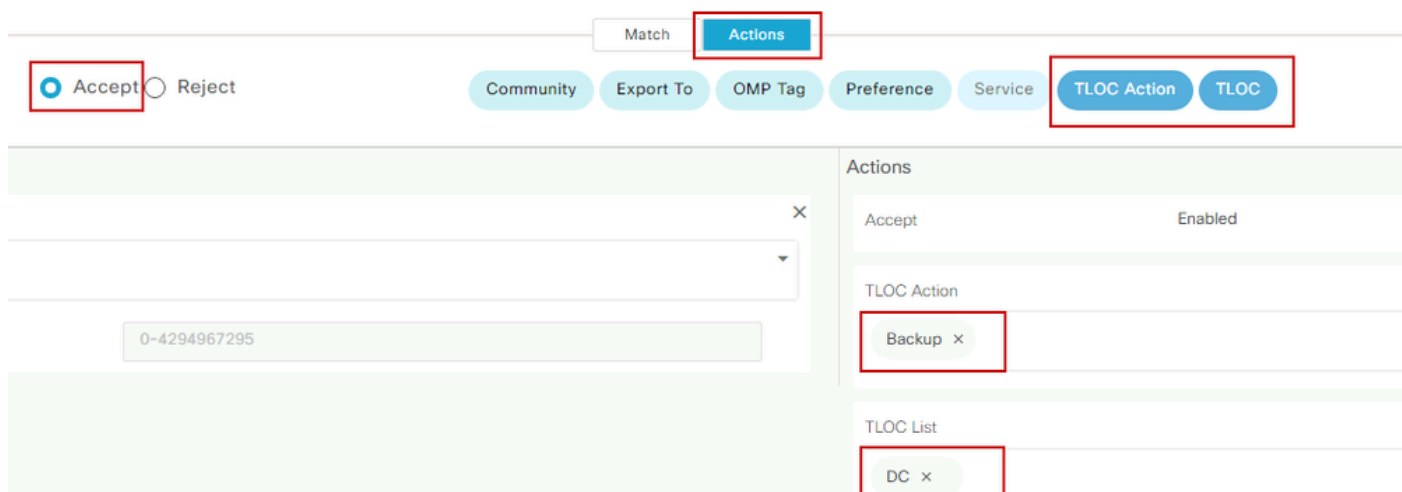 Match Actions
Accept Reject Community Export To OMP Tag Preference Service TLOC Action TLOC
Actions
×
Accept Enabled
TLOC Action
0-4294967295
Backup ×
TLOC List
DC ×